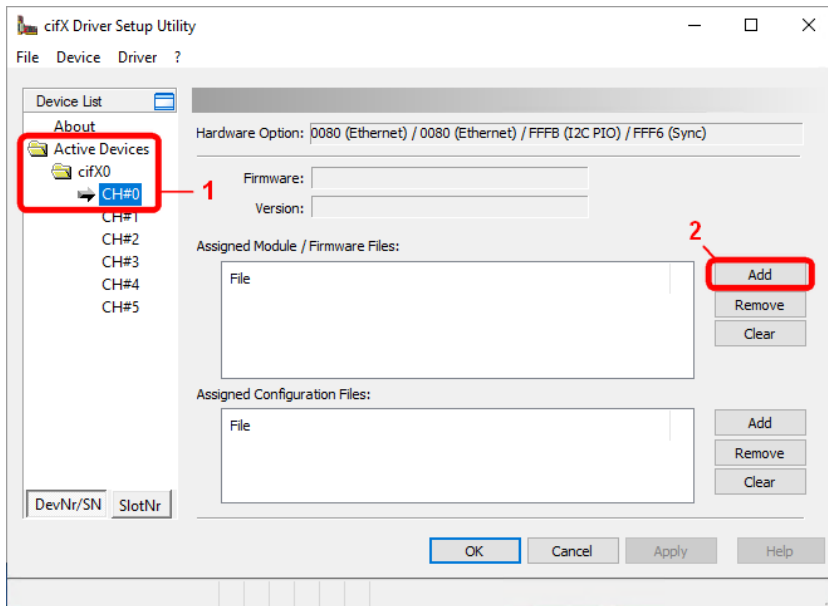 cifX Driver Setup Utility
File Device Driver ?
Device List
About
Active Devices
cifX0
CH#0
CH#1
CH#2
CH#3
CH#4
CH#5
DevNr/SN SlotNr
1
Hardware Option: 0080 (Ethernet) / 0080 (Ethernet) / FFFB (I2C PIO) / FFF6 (Sync)
Firmware:
Version:
2
Assigned Module / Firmware Files:
File
Add
Remove
Clear
Assigned Configuration Files:
File
Add
Remove
Clear
OK Cancel Apply Help